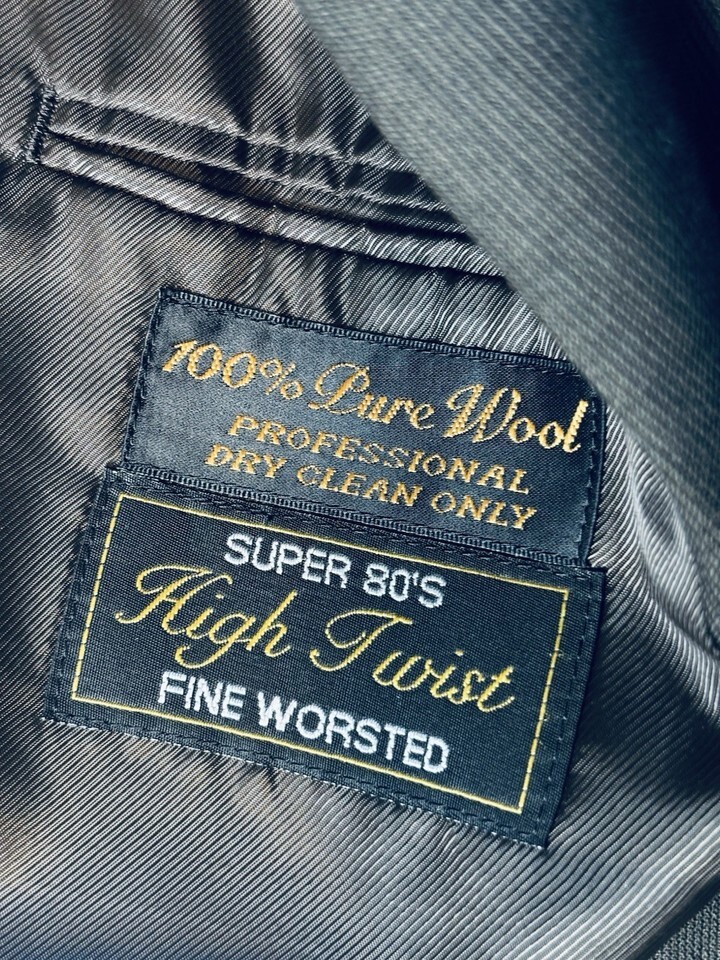 100% Pure Wool
PROFESSIONAL
DRY CLEAN ONLY
SUPER 80'S
High Twist
FINE WORSTED